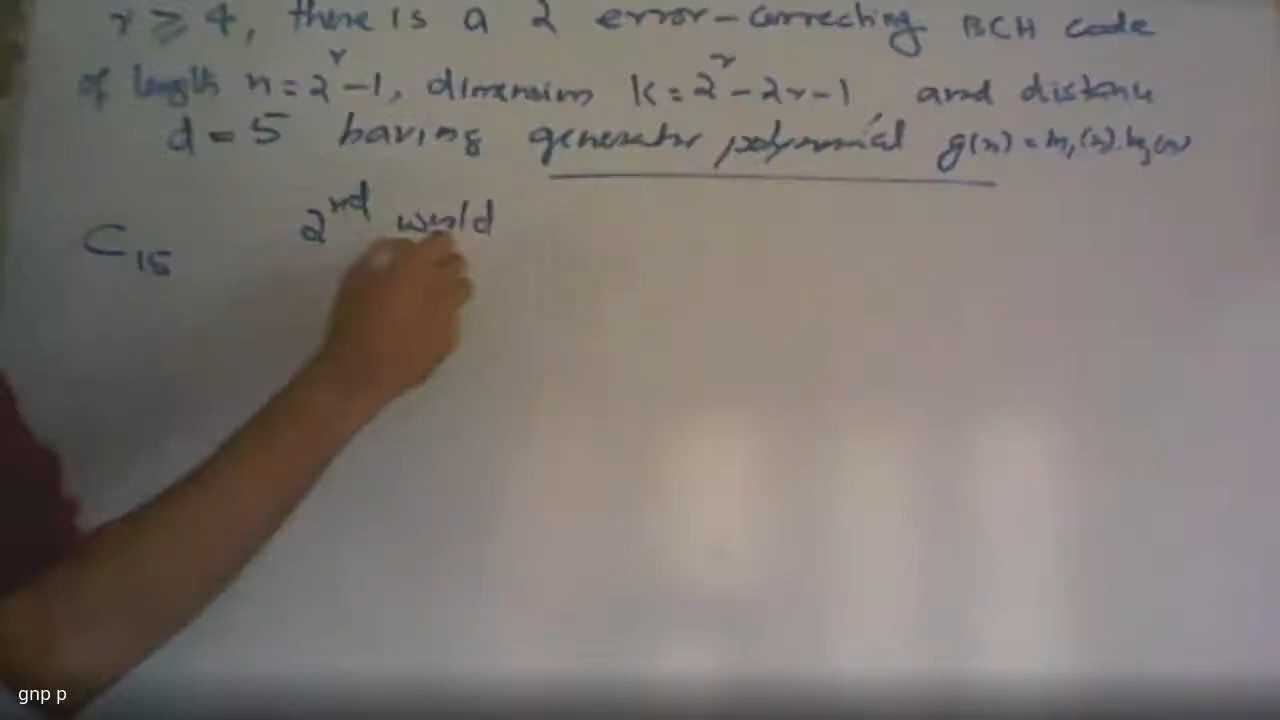 r ≥ 4, there is a 2 error-correcting BCH code
of length n = 2^r - 1, dimension k = 2^r - 2r - 1, and distance
d = 5 having generator polynomial g(x) = m₁(x).m₃(x)
C₁₅ 2nd world
gnp p